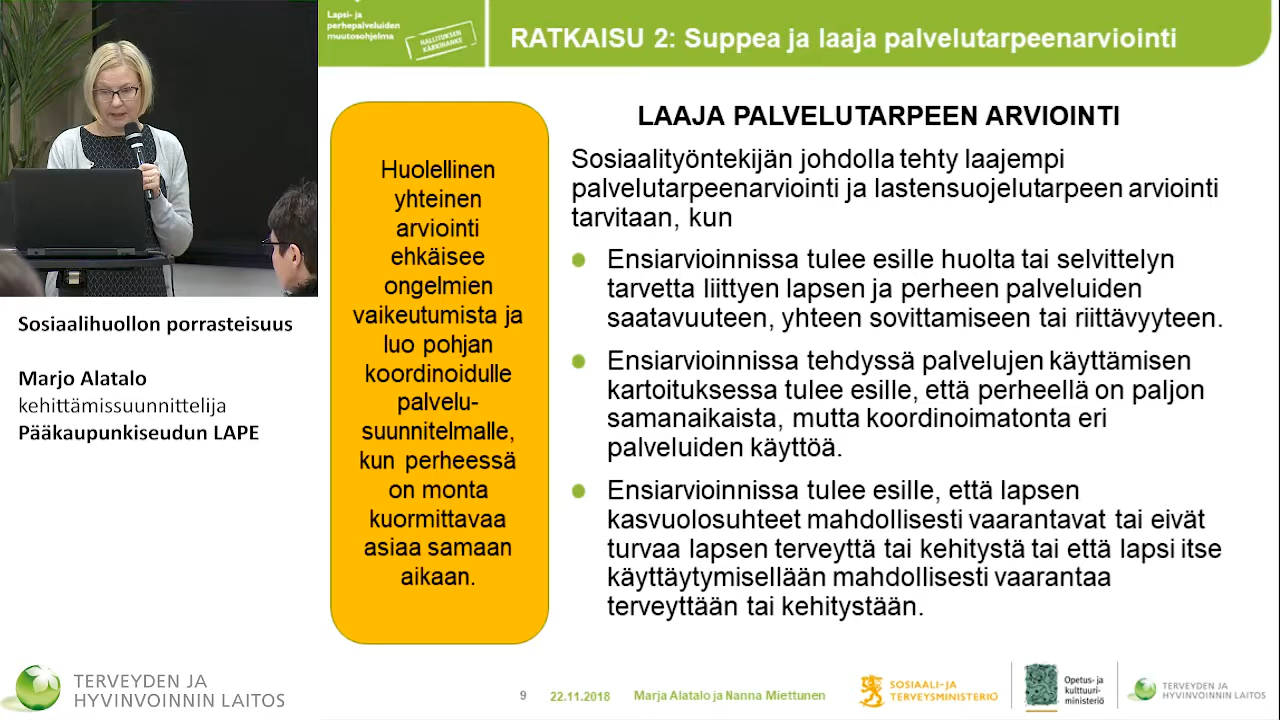 Lapsi- ja
perhepalveluiden
muutosohjelma
HALLITUKSEN
KÄRKIHANKE
RATKAISU 2: Suppea ja laaja palvelutarpeenarviointi
Huolellinen
yhteinen
arviointi
ehkäisee
ongelmien
vaikeutumista ja
luo pohjan
koordinoidulle
palvelu-
suunnitelmalle,
kun perheessä
on monta
kuormittavaa
asiaa samaan
aikaan.
LAAJA PALVELUTARPEEN ARVIOINTI
Sosiaalityöntekijän johdolla tehty laajempi
palvelutarpeenarviointi ja lastensuojelutarpeen arviointi
tarvitaan, kun
Ensiarvioinnissa tulee esille huolta tai selvittelyn
tarvetta liittyen lapsen ja perheen palveluiden
saatavuuteen, yhteen sovittamiseen tai riittävyyteen.
Ensiarvioinnissa tehdyssä palvelujen käyttämisen
kartoituksessa tulee esille, että perheellä on paljon
samanaikaista, mutta koordinoimatonta eri
palveluiden käyttöä.
Ensiarvioinnissa tulee esille, että lapsen
kasvuolosuhteet mahdollisesti vaarantavat tai eivät
turvaa lapsen terveyttä tai kehitystä tai että lapsi itse
käyttäytymisellään mahdollisesti vaarantaa
terveyttään tai kehitystään.
Sosiaalihuollon porrasteisuus
Marjo Alatalo
kehittämissuunnittelija
Pääkaupunkiseudun LAPE
TERVEYDEN JA
HYVINVOINNIN LAITOS
9 22.11.2018 Marja Alatalo ja Nanna Miettunen
SOSIAALI- JA
TERVEYSMINISTERIÖ
Opetus- ja
kulttuuri-
ministeriö
TERVEYDEN JA
HYVINVOINNIN LAITOS